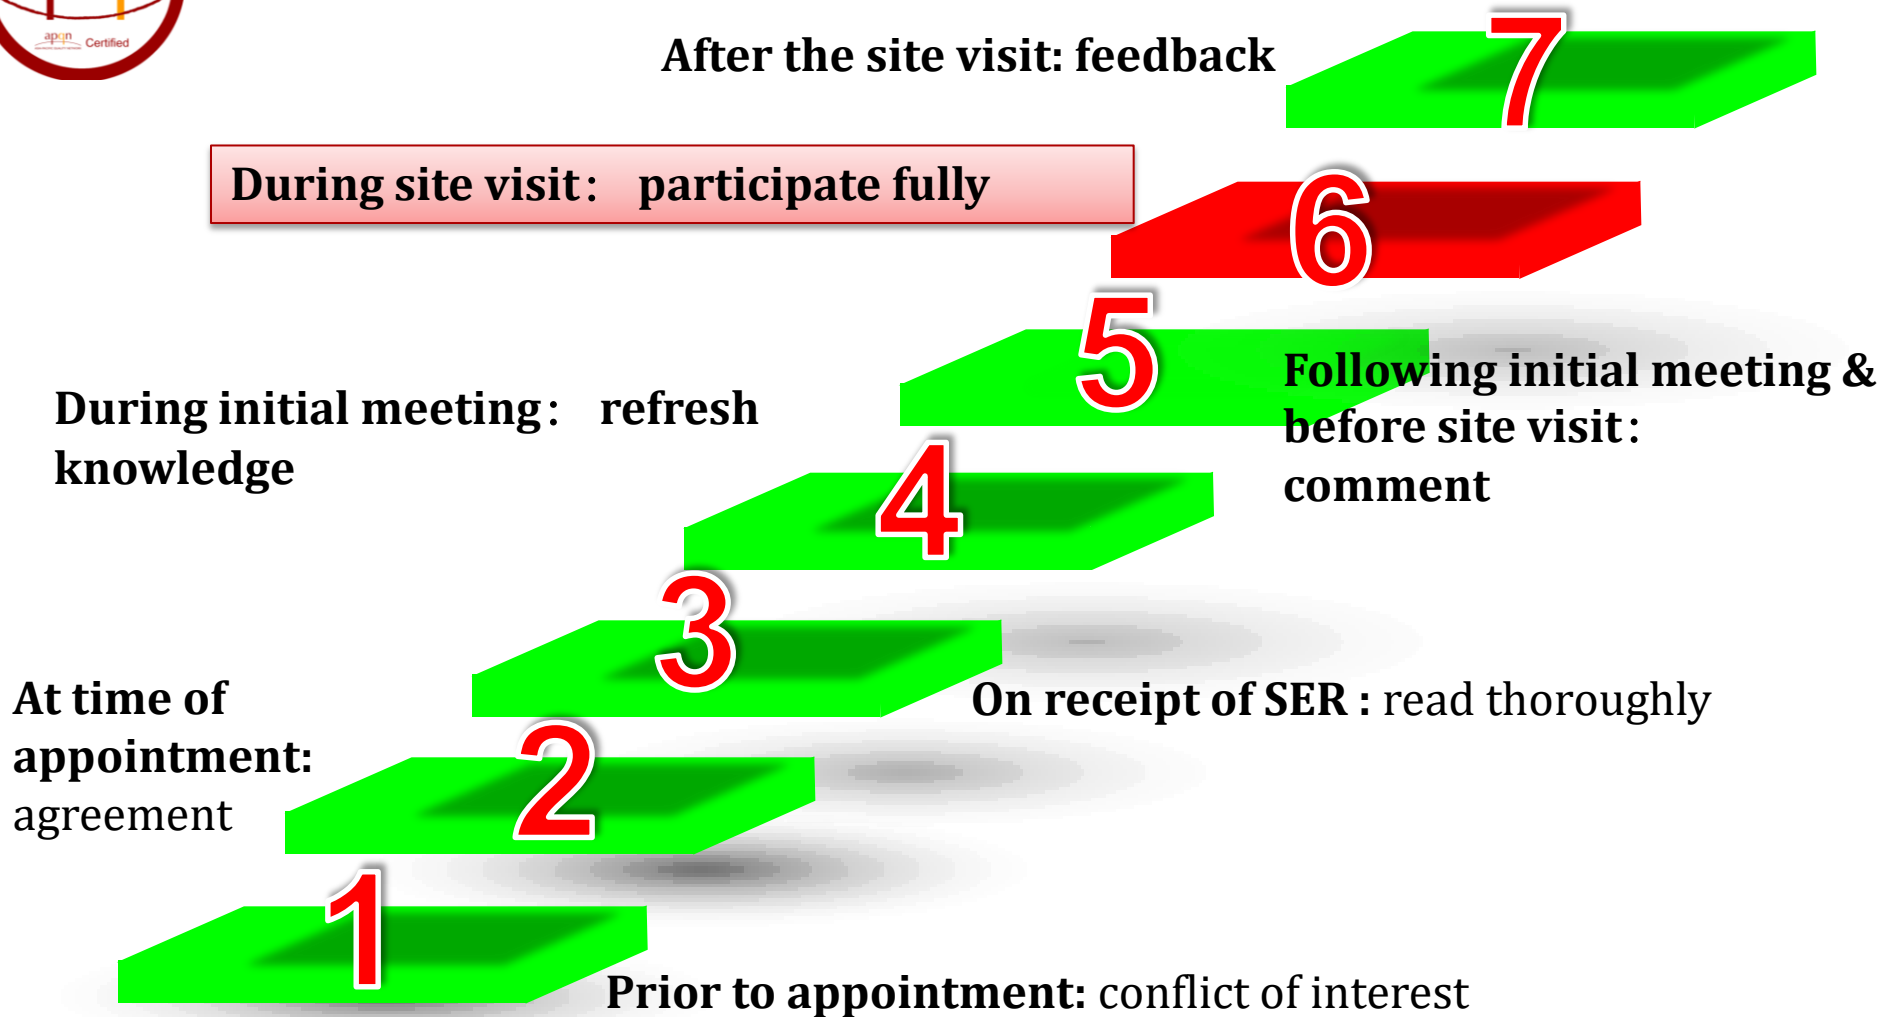 apqn
Certified
After the site visit: feedback
7
During site visit： participate fully
6
5
Following initial meeting &
before site visit：
comment
During initial meeting： refresh
knowledge
4
3
On receipt of SER : read thoroughly
At time of
appointment:
agreement
2
1
Prior to appointment: conflict of interest